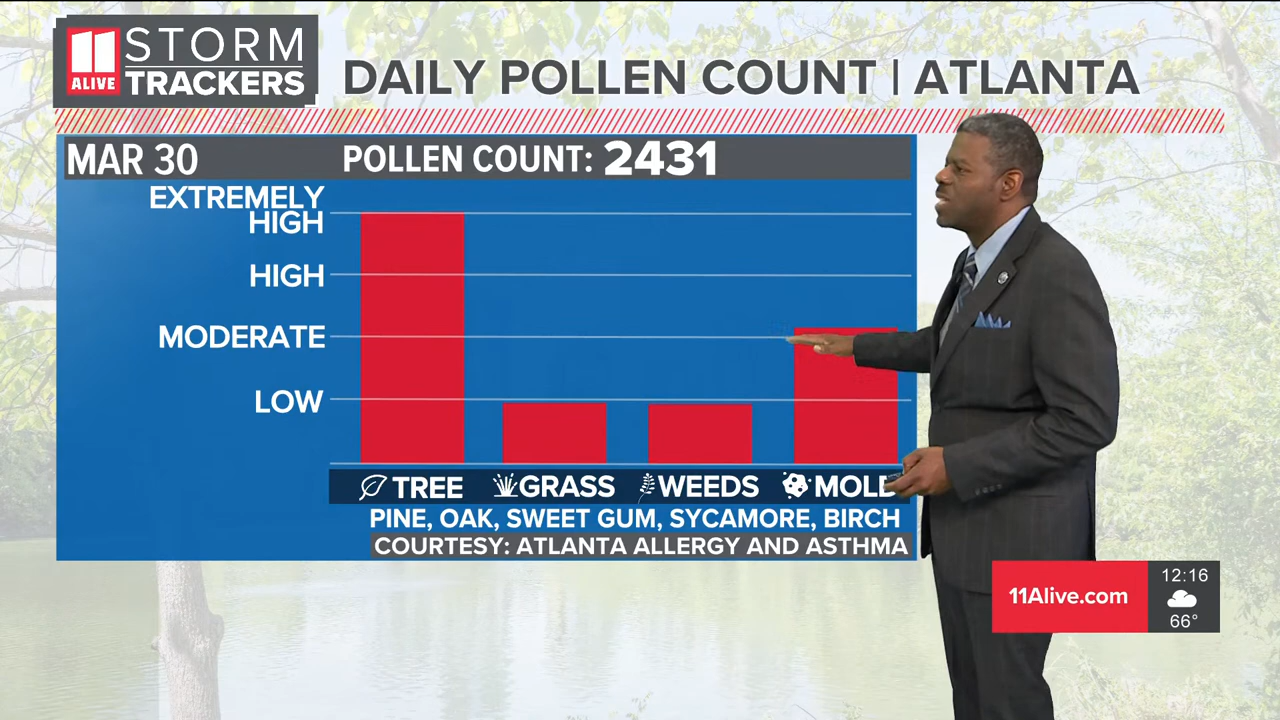 11 ALIVE
STORM
TRACKERS
DAILY POLLEN COUNT | ATLANTA
MAR 30 POLLEN COUNT: 2431
EXTREMELY
HIGH
HIGH
MODERATE
LOW
TREE GRASS WEEDS MOLD
PINE, OAK, SWEET GUM, SYCAMORE, BIRCH
COURTESY: ATLANTA ALLERGY AND ASTHMA
11Alive.com
12:16
66°